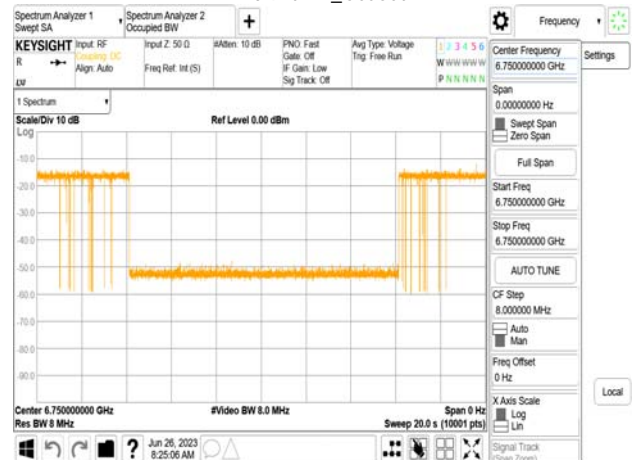 Spectrum Analyzer 1
Swept SA
Spectrum Analyzer 2
Occupied BW
+
Frequency
KEYSIGHT
R
Input: RF
Coupling: DC
Align: Auto
Input Z: 50 Ω
Freq Ref: Int (S)
#Atten: 10 dB
PNO: Fast
Gate: Off
IF Gain: Low
Sig Track: Off
Avg Type: Voltage
Trig: Free Run
1 2 3 4 5 6
W W W W W W
P N N N N N
1 Spectrum
Scale/Div 10 dB
Ref Level 0.00 dBm
Log
-10.0
-20.0
-30.0
-40.0
-50.0
-60.0
-70.0
-80.0
-90.0
Center 6.750000000 GHz
#Video BW 8.0 MHz
Span 0 Hz
Res BW 8 MHz
Sweep 20.0 s (10001 pts)
?
Jun 26, 2023
8:25:06 AM
Center Frequency
6.750000000 GHz
Settings
Span
0.00000000 Hz
Swept Span
Zero Span
Full Span
Start Freq
6.750000000 GHz
Stop Freq
6.750000000 GHz
AUTO TUNE
CF Step
8.000000 MHz
Auto
Man
Freq Offset
0 Hz
X Axis Scale
Log
Lin
Local
Signal Track
(Span Zoom)